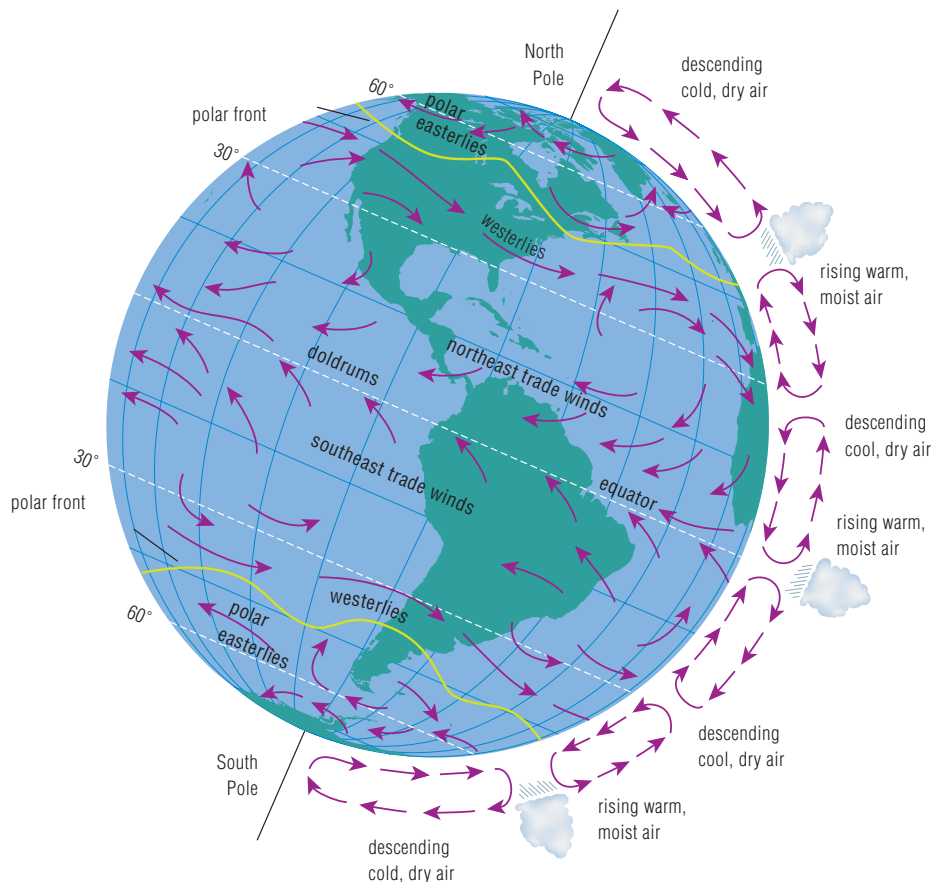 North
Pole
descending
cold, dry air
60°
polar
easterlies
polar front
30°
westerlies
rising warm,
moist air
doldrums
northeast trade winds
descending
cool, dry air
southeast trade winds
30°
equator
polar front
rising warm,
moist air
60°
polar
easterlies
westerlies
descending
cool, dry air
South
Pole
rising warm,
moist air
descending
cold, dry air